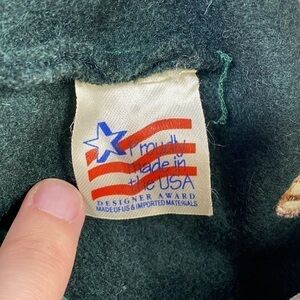 Proudly
made in
the USA
DESIGNER AWARD
MADE OF US & IMPORTED MATERIALS